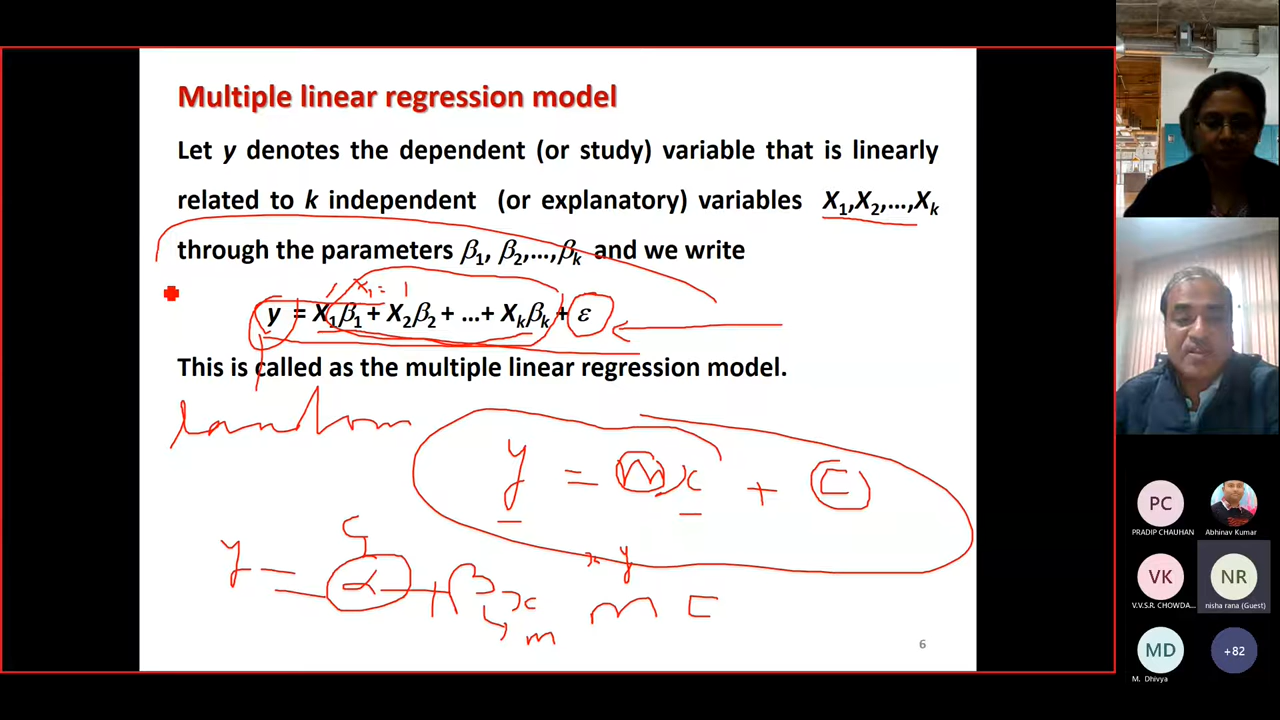 Multiple linear regression model
Let y denotes the dependent (or study) variable that is linearly
related to k independent (or explanatory) variables X₁,X₂,...,Xₖ
through the parameters β₁, β₂,...,βₖ and we write
x₁ = 1
y = X₁β₁ + X₂β₂ + ...+ Xₖβₖ + ε
This is called as the multiple linear regression model.
random
y = mx + c
y = α + βx
c
m
x y
m c
6
PC
PRADIP CHAUHAN
Abhinav Kumar
VK
V.V.S.R. CHOWDA...
NR
nisha rana (Guest)
MD
M. Dhivya
+82